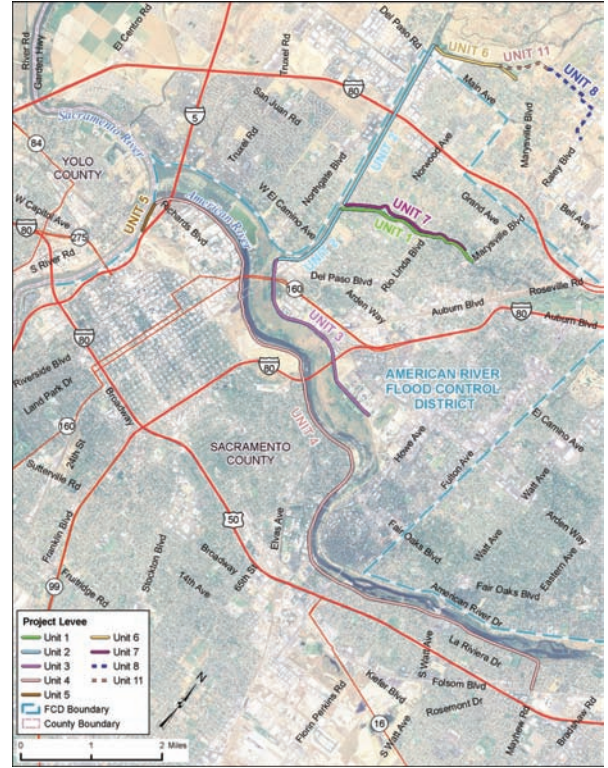 Del Paso Rd
UNIT 6
UNIT 11
UNIT 8
River Rd
Garden Hwy
El Centro Rd
Truxel Rd
80
Main Ave
5
San Juan Rd
Marysville Blvd
Sacramento River
Truxel Rd
Northgate Blvd
Norwood Ave
Raley Blvd
84
YOLO
COUNTY
American River
W El Camino Ave
Grand Ave
Bell Ave
UNIT 5
UNIT 7
UNIT 1
W Capitol Ave
Richards Blvd
Rio Linda Blvd
Marysville Blvd
80
275
S River Rd
Del Paso Blvd
160
Arden Way
Roseville Rd
Auburn Blvd
80
Auburn Blvd
UNIT 3
80
Riverside Blvd
80
Land Park Dr
Broadway
AMERICAN RIVER
FLOOD CONTROL
DISTRICT
UNIT 4
El Camino Ave
160
24th St
SACRAMENTO
COUNTY
Howe Ave
Fulton Ave
Watt Ave
Sutterville Rd
Arden Way
50
Elvas Ave
Franklin Blvd
Broadway
65th St
Fair Oaks Blvd
Watt Ave
Eastern Ave
Stockton Blvd
14th Ave
Fair Oaks Blvd
99
Fruitridge Rd
American River Dr
La Riviera Dr
S Watt Ave
Folsom Blvd
Kiefer Blvd
Rosemont Dr
Florin Perkins Rd
16
S Watt Ave
Mayhew Rd
Bradshaw Rd
N
Project Levee
Unit 1
Unit 2
Unit 3
Unit 4
Unit 5
Unit 6
Unit 7
Unit 8
Unit 11
FCD Boundary
County Boundary
0 1 2
Miles